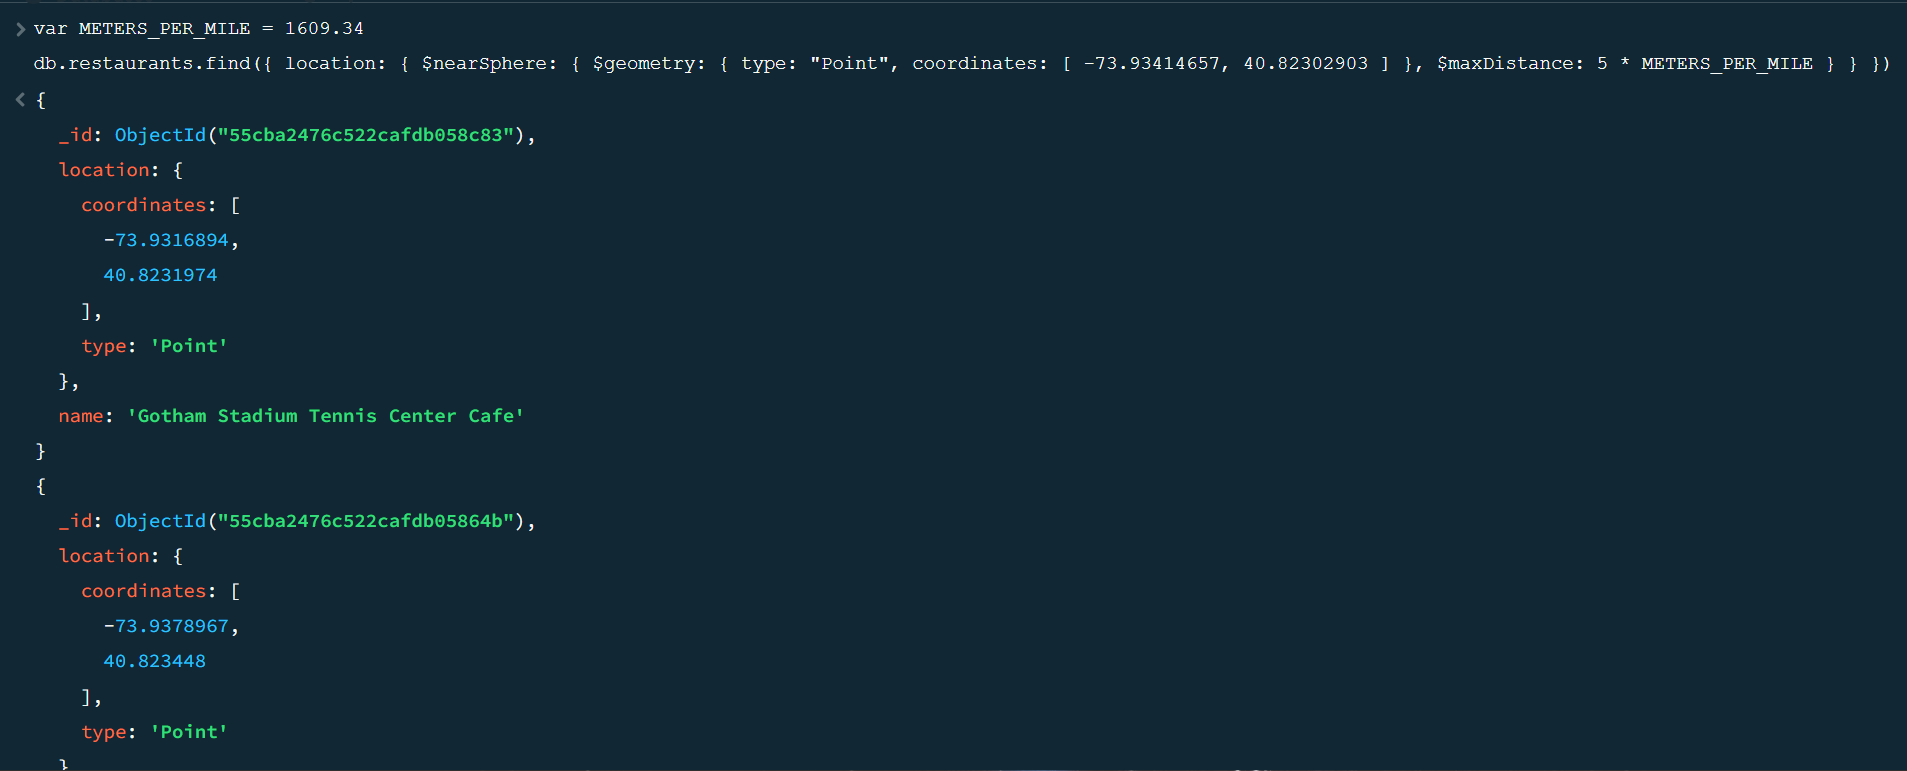 var METERS_PER_MILE = 1609.34
db.restaurants.find({ location: { $nearSphere: { $geometry: { type: "Point", coordinates: [ -73.93414657, 40.82302903 ] }, $maxDistance: 5 * METERS_PER_MILE } } })
{
_id: ObjectId("55cba2476c522cafdb058c83"),
location: {
coordinates: [
-73.9316894,
40.8231974
],
type: 'Point'
},
name: 'Gotham Stadium Tennis Center Cafe'
}
{
_id: ObjectId("55cba2476c522cafdb05864b"),
location: {
coordinates: [
-73.9378967,
40.823448
],
type: 'Point'
}